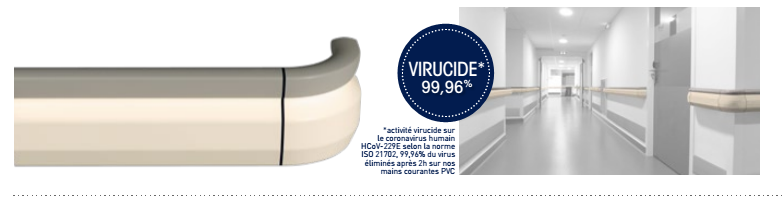 VIRUCIDE*
99,96%
*activité virucide sur
le coronavirus humain
HCoV-229E selon la norme
ISO 21702, 99,96% du virus
éliminés après 2h sur nos
mains courantes PVC